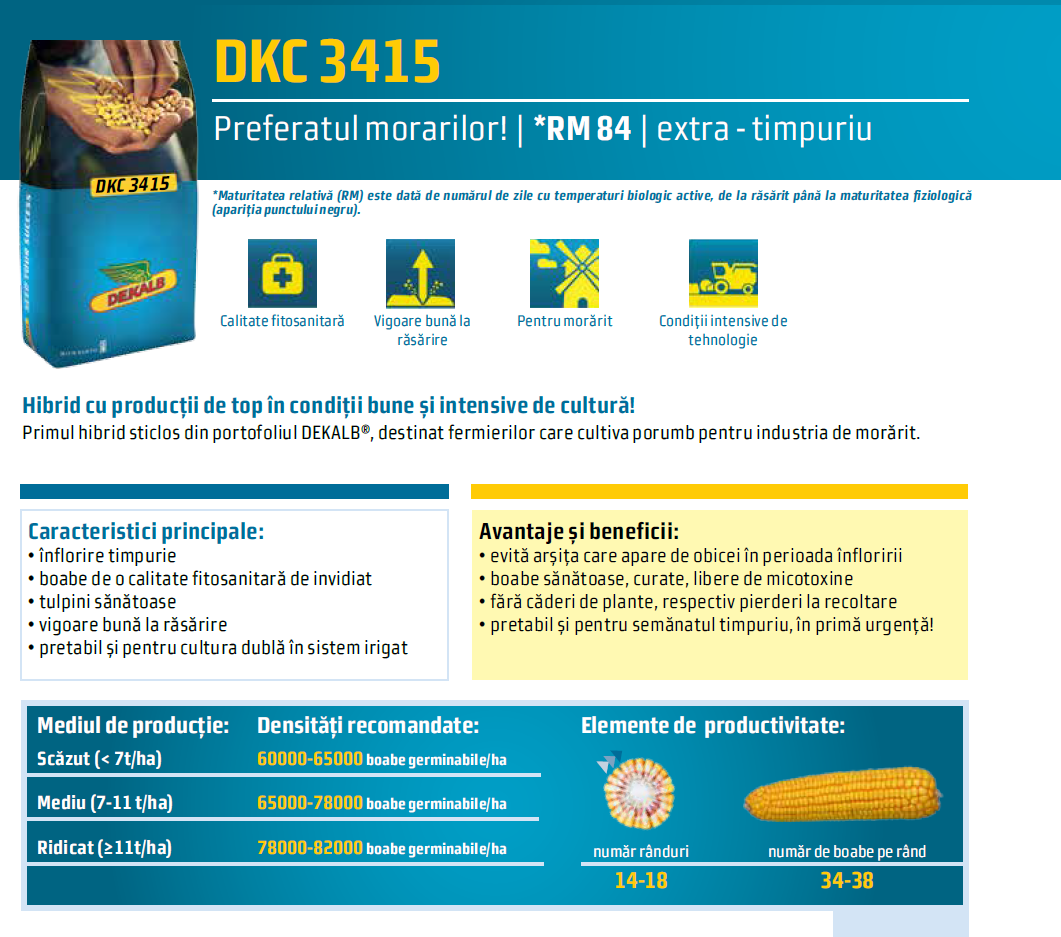 DKC 3415
Preferatul morarilor! | *RM 84 | extra - timpuriu
DKC 3415
SEED YOUR SUCCESS
DEKALB
MONSANTO
*Maturitatea relativă (RM) este dată de numărul de zile cu temperaturi biologic active, de la răsărit până la maturitatea fiziologică
(apariția punctului negru).
Calitate fitosanitară
Vigoare bună la
răsărire
Pentru morărit
Condiții intensive de
tehnologie
Hibrid cu producții de top în condiții bune și intensive de cultură!
Primul hibrid sticlos din portofoliul DEKALB®, destinat fermierilor care cultiva porumb pentru industria de morărit.
Caracteristici principale:
• înflorire timpurie
• boabe de o calitate fitosanitară de invidiat
• tulpini sănătoase
• vigoare bună la răsărire
• pretabil și pentru cultura dublă în sistem irigat
Avantaje și beneficii:
• evită arșița care apare de obicei în perioada înfloririi
• boabe sănătoase, curate, libere de micotoxine
• fără căderi de plante, respectiv pierderi la recoltare
• pretabil și pentru semănatul timpuriu, în primă urgență!
Mediul de producție: Densități recomandate:
Scăzut (< 7t/ha) 60000-65000 boabe germinabile/ha
Mediu (7-11 t/ha) 65000-78000 boabe germinabile/ha
Ridicat (≥11t/ha) 78000-82000 boabe germinabile/ha
Elemente de productivitate:
număr rânduri
14-18
număr de boabe pe rând
34-38